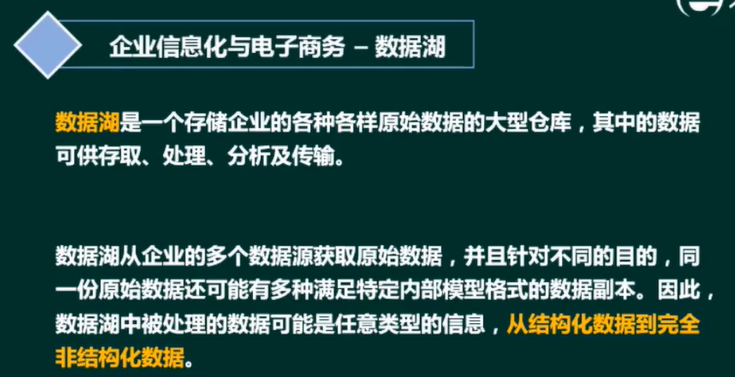 企业信息化与电子商务 – 数据湖
数据湖是一个存储企业的各种各样原始数据的大型仓库，其中的数据
可供存取、处理、分析及传输。
数据湖从企业的多个数据源获取原始数据，并且针对不同的目的，同
一份原始数据还可能有多种满足特定内部模型格式的数据副本。因此，
数据湖中被处理的数据可能是任意类型的信息，从结构化数据到完全
非结构化数据。